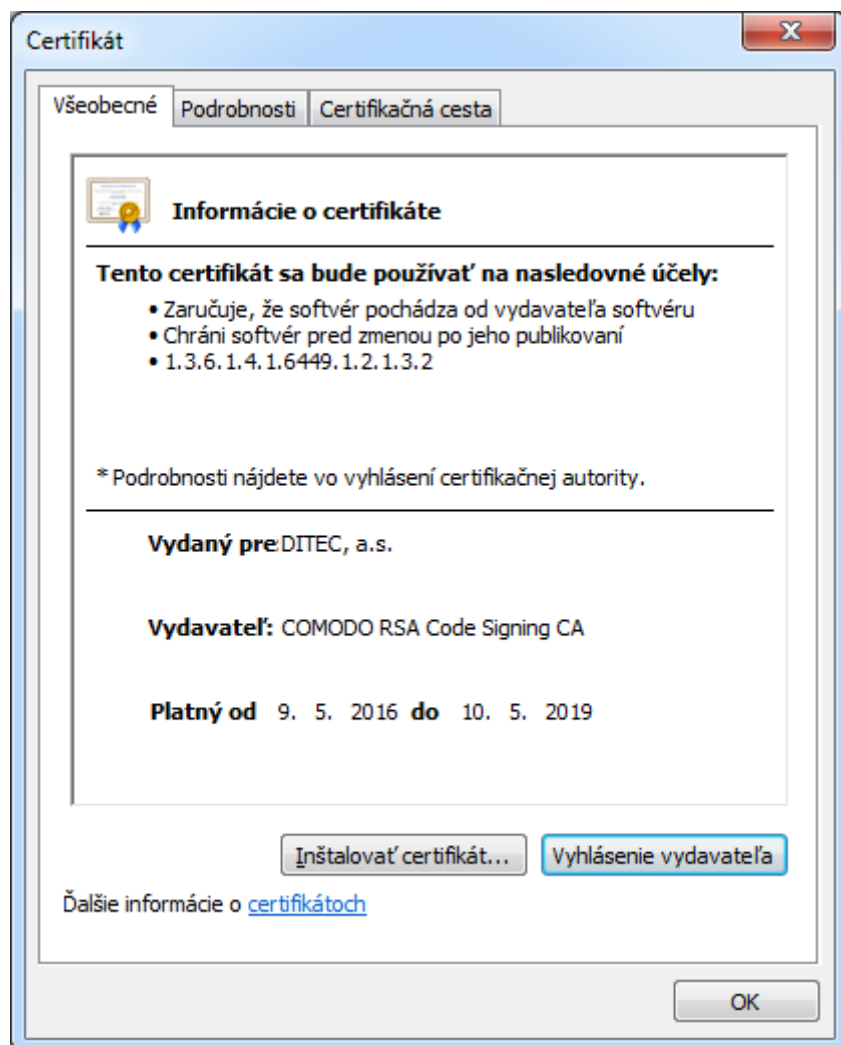 Certifikát
Všeobecné Podrobnosti Certifikačná cesta
Informácie o certifikáte
Tento certifikát sa bude používať na nasledovné účely:
• Zaručuje, že softvér pochádza od vydavateľa softvéru
• Chráni softvér pred zmenou po jeho publikovaní
• 1.3.6.1.4.1.6449.1.2.1.3.2
* Podrobnosti nájdete vo vyhlásení certifikačnej autority.
Vydaný pre: DITEC, a.s.
Vydavateľ: COMODO RSA Code Signing CA
Platný od 9. 5. 2016 do 10. 5. 2019
Inštalovať certifikát... Vyhlásenie vydavateľa
Ďalšie informácie o certifikátoch
OK